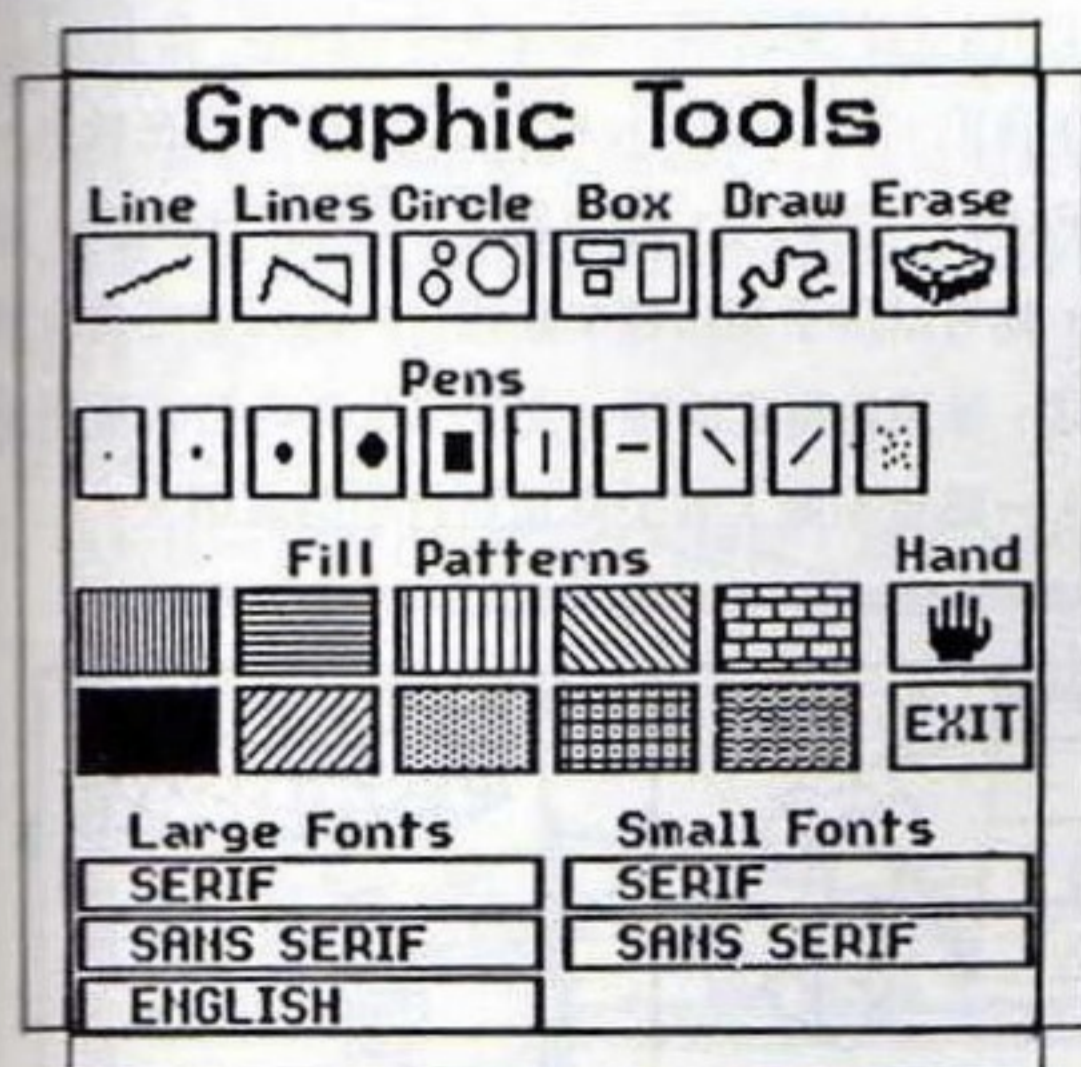 Graphic Tools
Line Lines Circle Box Draw Erase
Pens
Fill Patterns Hand
EXIT
Large Fonts Small Fonts
SERIF SERIF
SANS SERIF SANS SERIF
ENGLISH